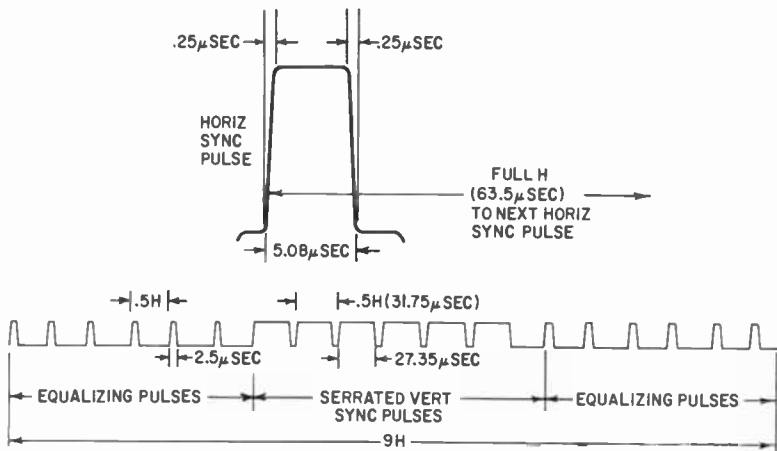 .25µSEC
.25µSEC
HORIZ
SYNC
PULSE
FULL H
(63.5µSEC)
TO NEXT HORIZ
SYNC PULSE
5.08µSEC
.5H
.5H(31.75µSEC)
2.5µSEC
27.35µSEC
EQUALIZING PULSES
SERRATED VERT
SYNC PULSES
EQUALIZING PULSES
9H